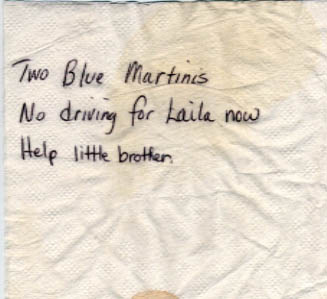 Two Blue Martinis
No driving for Laila now
Help little brother.